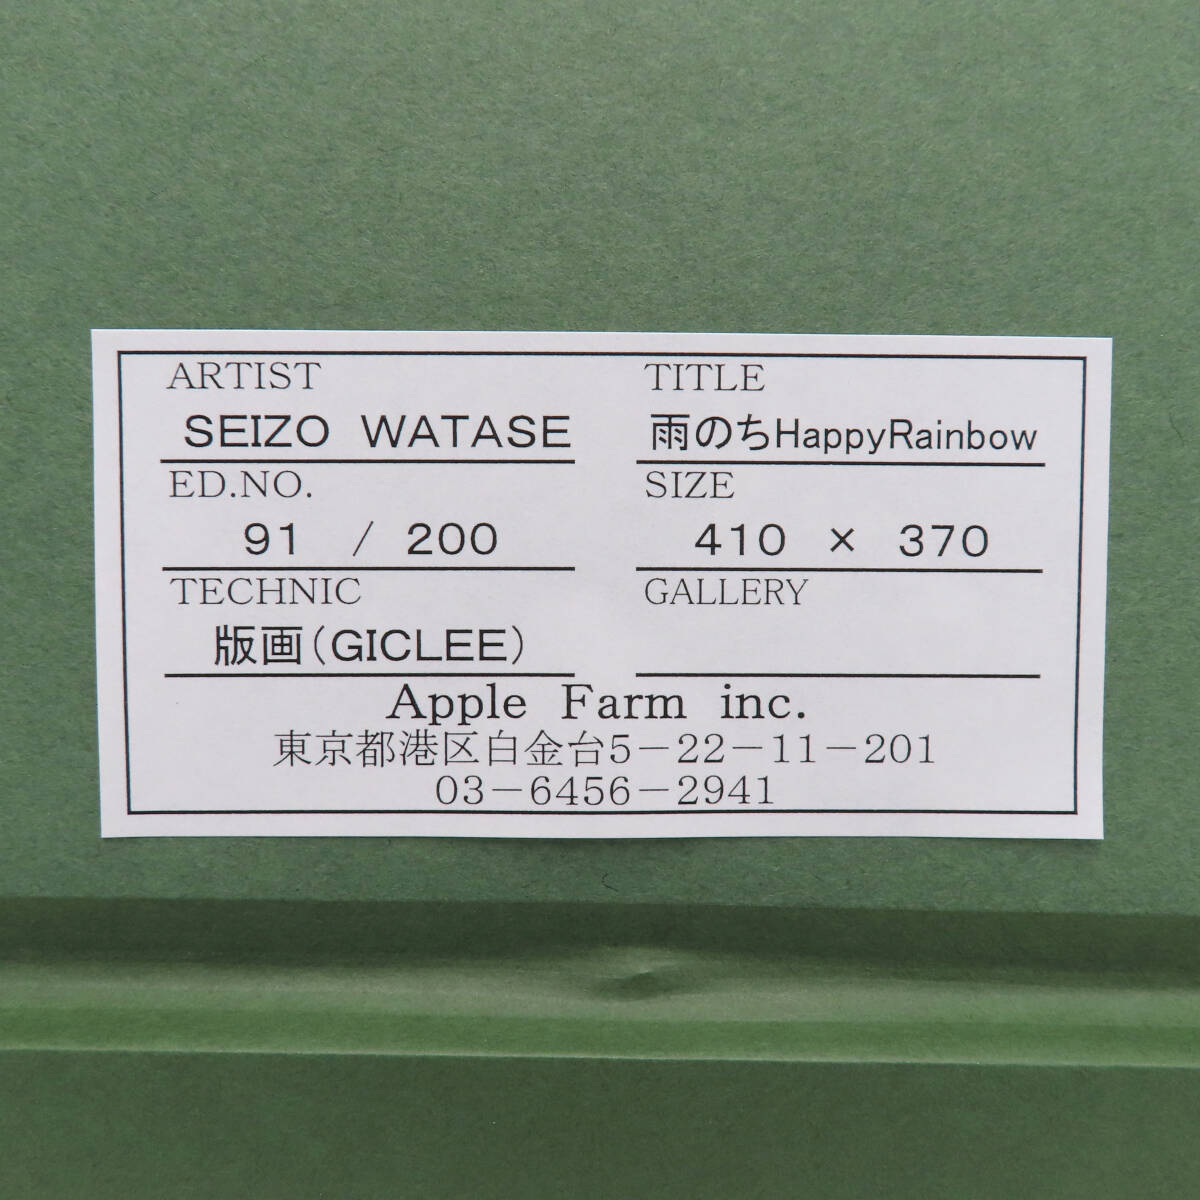 ARTIST
SEIZO WATASE
TITLE
雨のちHappyRainbow
ED.NO.
91 / 200
SIZE
410 × 370
TECHNIC
版画(GICLEE)
GALLERY
Apple Farm inc.
東京都港区白金台5-22-11-201
03-6456-2941